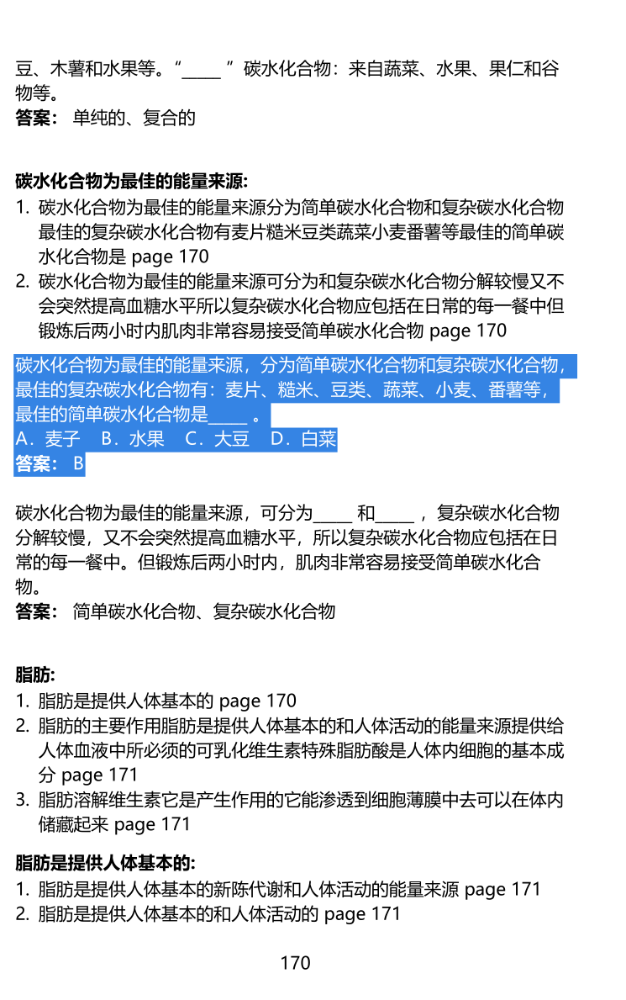 豆、木薯和水果等。“_____ ”碳水化合物：来自蔬菜、水果、果仁和谷
物等。
答案： 单纯的、复合的
碳水化合物为最佳的能量来源:
1. 碳水化合物为最佳的能量来源分为简单碳水化合物和复杂碳水化合物
最佳的复杂碳水化合物有麦片糙米豆类蔬菜小麦番薯等最佳的简单碳
水化合物是 page 170
2. 碳水化合物为最佳的能量来源可分为和复杂碳水化合物分解较慢又不
会突然提高血糖水平所以复杂碳水化合物应包括在日常的每一餐中但
锻炼后两小时内肌肉非常容易接受简单碳水化合物 page 170
碳水化合物为最佳的能量来源，分为简单碳水化合物和复杂碳水化合物，
最佳的复杂碳水化合物有：麦片、糙米、豆类、蔬菜、小麦、番薯等，
最佳的简单碳水化合物是_____ 。
A．麦子 B．水果 C．大豆 D．白菜
答案： B
碳水化合物为最佳的能量来源，可分为_____ 和_____ ，复杂碳水化合物
分解较慢，又不会突然提高血糖水平，所以复杂碳水化合物应包括在日
常的每一餐中。但锻炼后两小时内，肌肉非常容易接受简单碳水化合
物。
答案： 简单碳水化合物、复杂碳水化合物
脂肪:
1. 脂肪是提供人体基本的 page 170
2. 脂肪的主要作用脂肪是提供人体基本的和人体活动的能量来源提供给
人体血液中所必须的可乳化维生素特殊脂肪酸是人体内细胞的基本成
分 page 171
3. 脂肪溶解维生素它是产生作用的它能渗透到细胞薄膜中去可以在体内
储藏起来 page 171
脂肪是提供人体基本的:
1. 脂肪是提供人体基本的新陈代谢和人体活动的能量来源 page 171
2. 脂肪是提供人体基本的和人体活动的 page 171
170